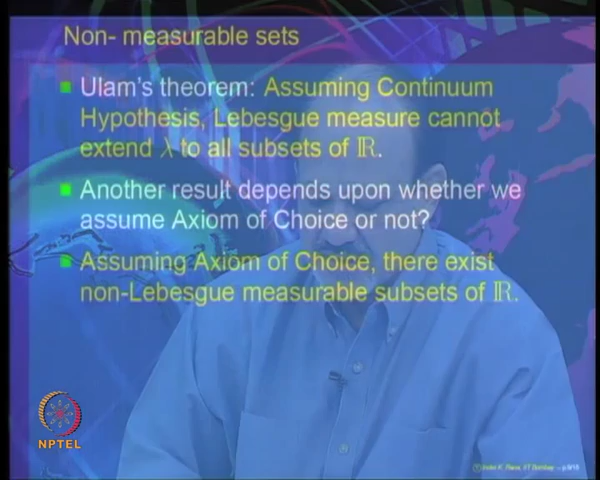 Non- measurable sets
Ulam's theorem: Assuming Continuum
Hypothesis, Lebesgue measure cannot
extend λ to all subsets of ℝ.
Another result depends upon whether we
assume Axiom of Choice or not?
Assuming Axiom of Choice, there exist
non-Lebesgue measurable subsets of ℝ.
NPTEL